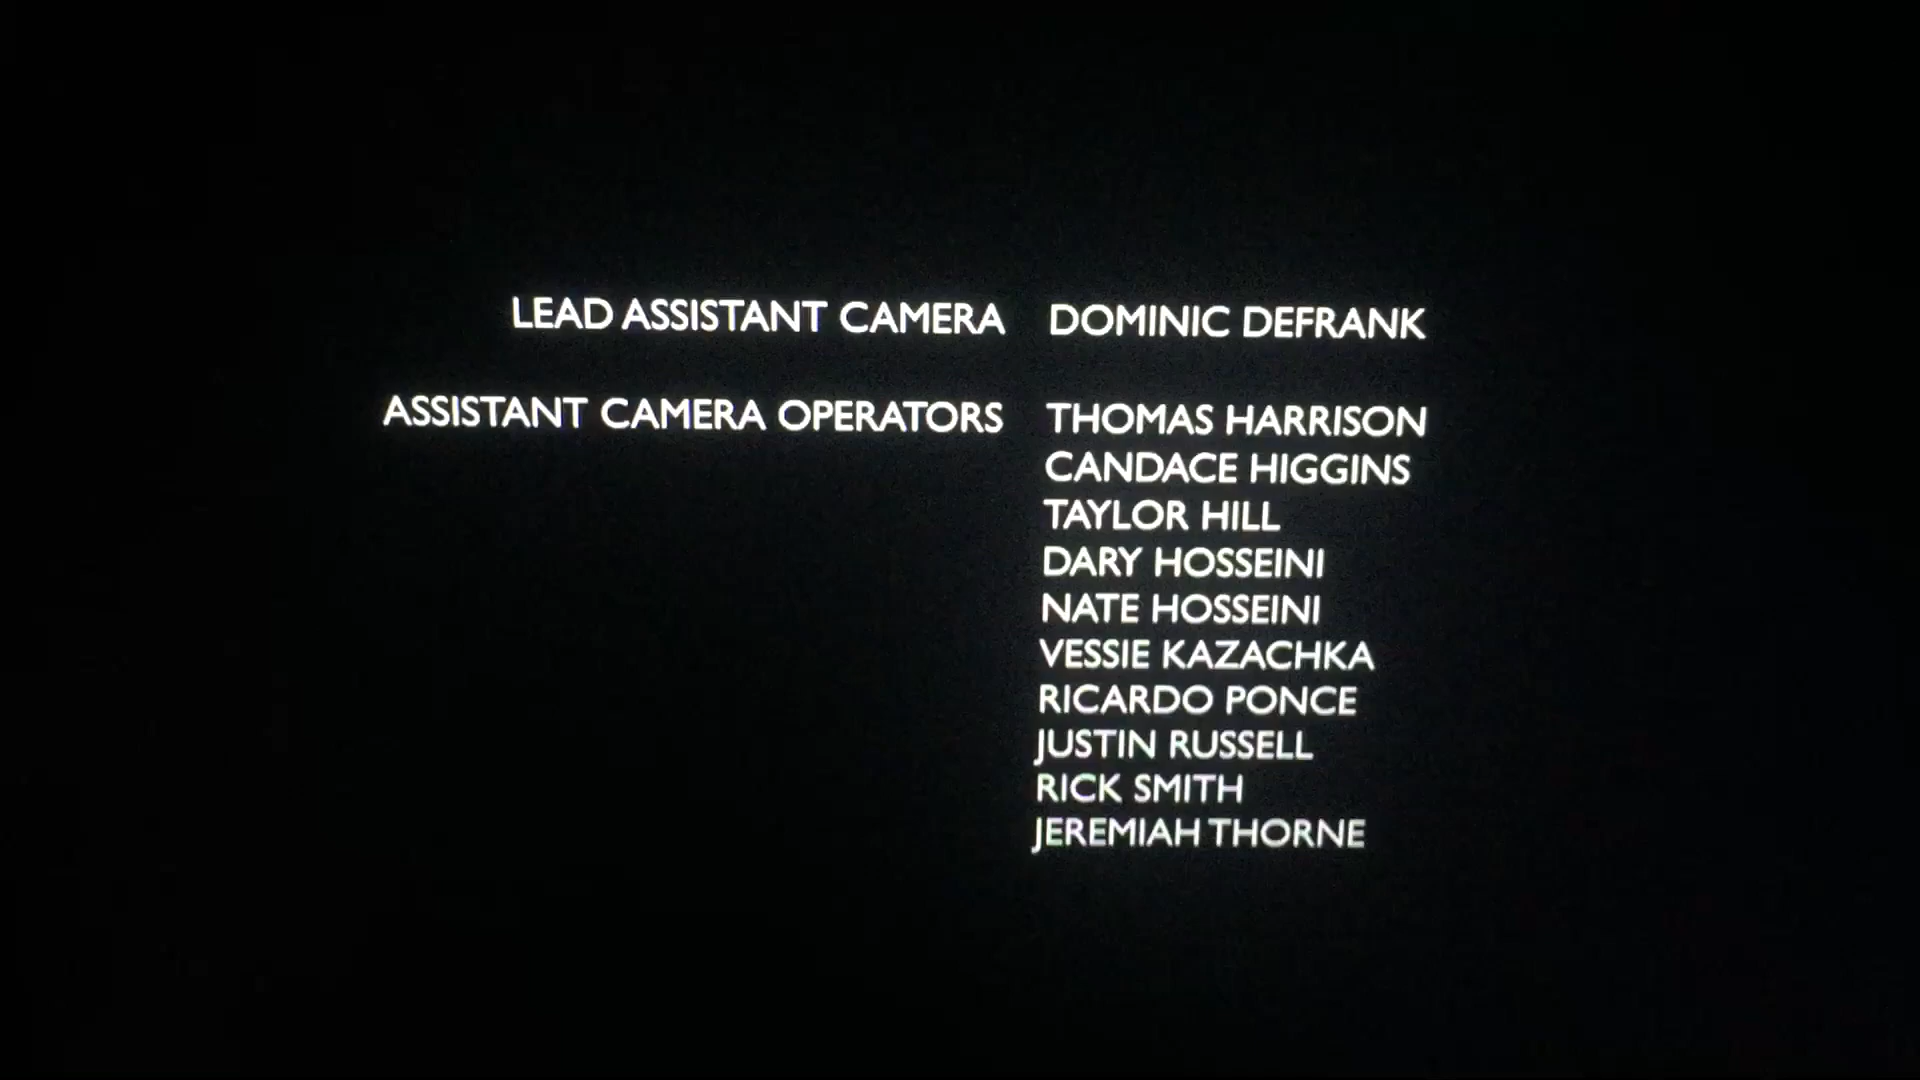 LEAD ASSISTANT CAMERA DOMINIC DEFRANK
ASSISTANT CAMERA OPERATORS THOMAS HARRISON
CANDACE HIGGINS
TAYLOR HILL
DARY HOSSEINI
NATE HOSSEINI
VESSIE KAZACHKA
RICARDO PONCE
JUSTIN RUSSELL
RICK SMITH
JEREMIAH THORNE